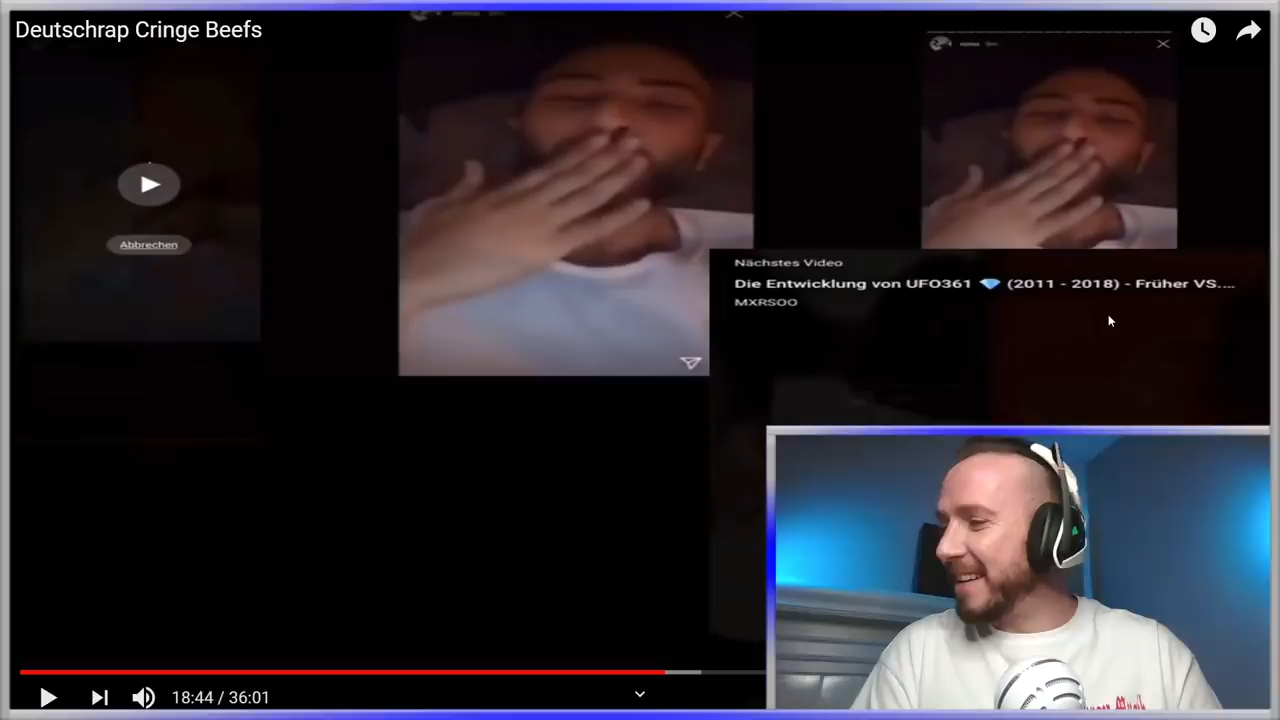 Deutschrap Cringe Beefs
Abbrechen
Nächstes Video
Die Entwicklung von UFO361 💎 (2011 - 2018) - Früher VS....
MXRSOO
18:44 / 36:01